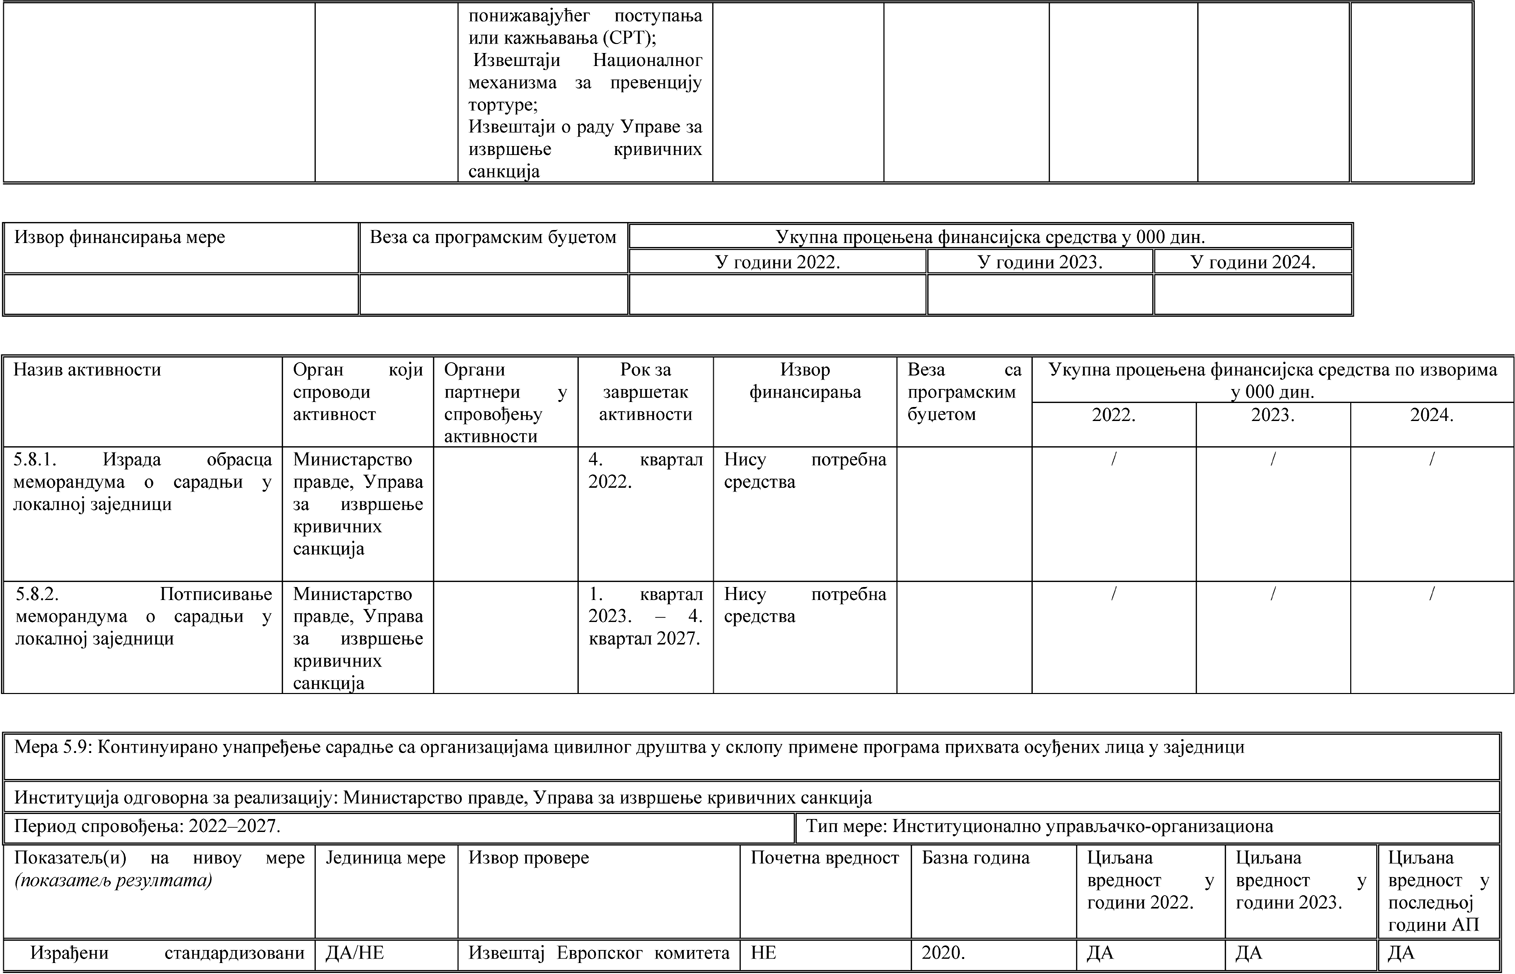 понижавајућег поступања
или кажњавања (CPT);
Извештаји Националног
механизма за превенцију
тортуре;
Извештаји о раду Управе за
извршење кривичних
санкција
Извор финансирања мере
Веза са програмским буџетом
Укупна процењена финансијска средства у 000 дин.
У години 2022.
У години 2023.
У години 2024.
Назив активности
Орган који
спроводи
активност
Органи
партнери у
спровођењу
активности
Рок за
завршетак
активности
Извор
финансирања
Веза са
програмским
буџетом
Укупна процењена финансијска средства по изворима
у 000 дин.
2022.
2023.
2024.
5.8.1. Израда обрасца
меморандума о сарадњи у
локалној заједници
Министарство
правде, Управа
за извршење
кривичних
санкција
4. квартал
2022.
Нису потребна
средства
/
/
/
5.8.2. Потписивање
меморандума о сарадњи у
локалној заједници
Министарство
правде, Управа
за извршење
кривичних
санкција
1. квартал
2023. – 4.
квартал 2027.
Нису потребна
средства
/
/
/
Мера 5.9: Континуирано унапређење сарадње са организацијама цивилног друштва у склопу примене програма прихвата осуђених лица у заједници
Институција одговорна за реализацију: Министарство правде, Управа за извршење кривичних санкција
Период спровођења: 2022–2027.
Тип мере: Институционално управљачко-организациона
Показатељ(и) на нивоу мере
(показатељ резултата)
Јединица мере
Извор провере
Почетна вредност
Базна година
Циљана
вредност у
години 2022.
Циљана
вредност у
години 2023.
Циљана
вредност у
последњој
години АП
Израђени стандардизовани
ДА/НЕ
Извештај Европског комитета
НЕ
2020.
ДА
ДА
ДА